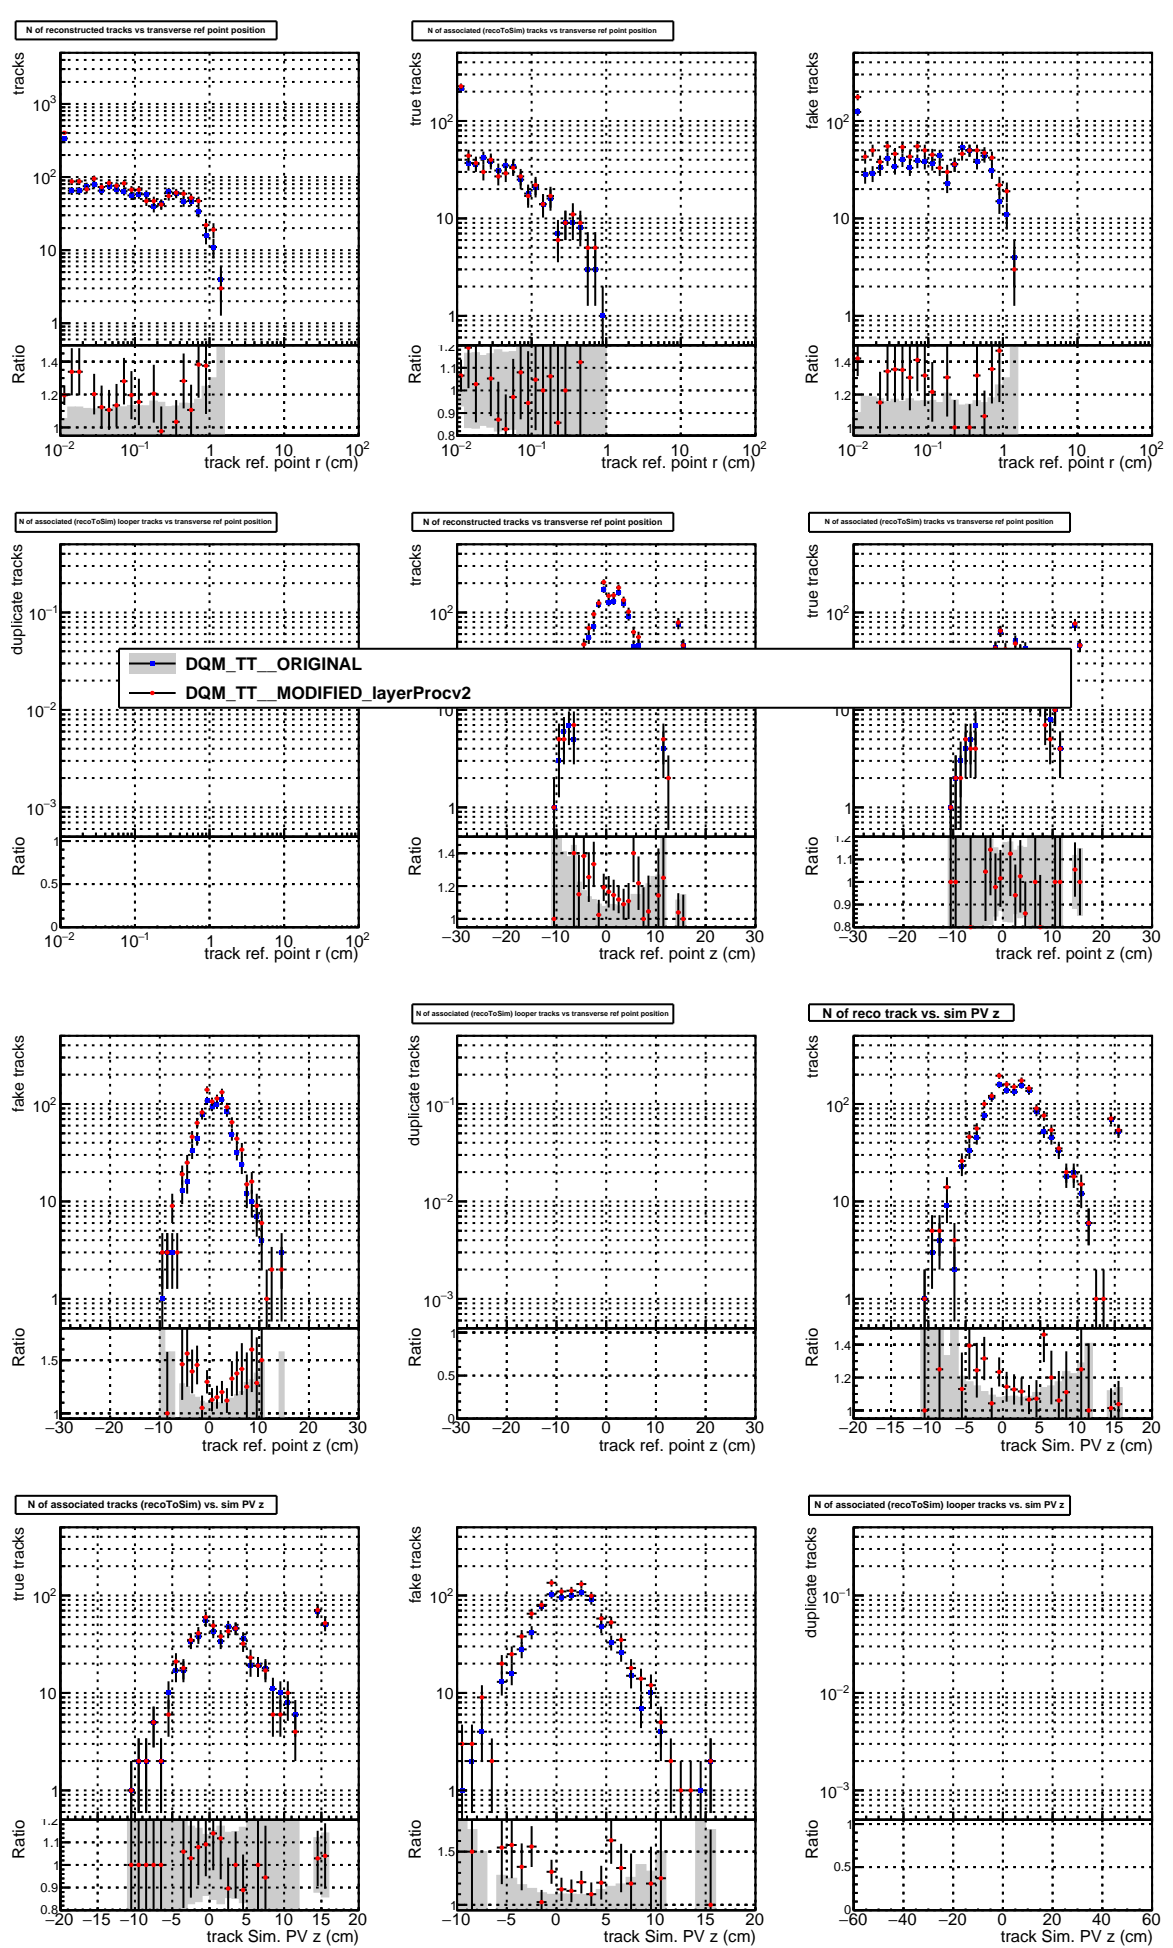 N of reconstructed tracks vs transverse ref point position
N of associated (recoToSim) tracks vs transverse ref point position
tracks
10³
10²
10
1
Ratio
1.4
1.2
1
10⁻² 10⁻¹ 1 10 10²
track ref. point r (cm)
true tracks
10²
10
1
Ratio
1.2
1.1
1
0.9
0.8
10⁻² 10⁻¹ 1 10 10²
track ref. point r (cm)
fake tracks
10²
10
1
Ratio
1.4
1.2
1
10⁻² 10⁻¹ 1 10 10²
track ref. point r (cm)
N of associated (recoToSim) looper tracks vs transverse ref point position
N of reconstructed tracks vs transverse ref point position
N of associated (recoToSim) tracks vs transverse ref point position
duplicate tracks
10⁻¹
10⁻²
10⁻³
Ratio
1
0.5
0
10⁻² 10⁻¹ 1 10 10²
track ref. point r (cm)
tracks
10²
10
1
Ratio
1.4
1.2
1
−30 −20 −10 0 10 20 30
track ref. point z (cm)
true tracks
10²
10
1
Ratio
1.2
1.1
1
0.9
0.8
−30 −20 −10 0 10 20 30
track ref. point z (cm)
DQM_TT__ORIGINAL
DQM_TT__MODIFIED_layerProcv2
N of associated (recoToSim) looper tracks vs transverse ref point position
N of reco track vs. sim PV z
fake tracks
10²
10
1
Ratio
1.5
1
−30 −20 −10 0 10 20 30
track ref. point z (cm)
duplicate tracks
10⁻¹
10⁻²
10⁻³
Ratio
1
0.5
0
−30 −20 −10 0 10 20 30
track ref. point z (cm)
tracks
10²
10
1
Ratio
1.4
1.2
1
−20 −15 −10 −5 0 5 10 15 20
track Sim. PV z (cm)
N of associated tracks (recoToSim) vs. sim PV z
N of associated (recoToSim) looper tracks vs. sim PV z
true tracks
10²
10
1
Ratio
1.2
1.1
1
0.9
0.8
−20 −15 −10 −5 0 5 10 15 20
track Sim. PV z (cm)
fake tracks
10²
10
1
Ratio
1.5
1
−10 −5 0 5 10 15 20
track Sim. PV z (cm)
duplicate tracks
10⁻¹
10⁻²
10⁻³
Ratio
1
0.5
0
−60 −40 −20 0 20 40 60
track Sim. PV z (cm)